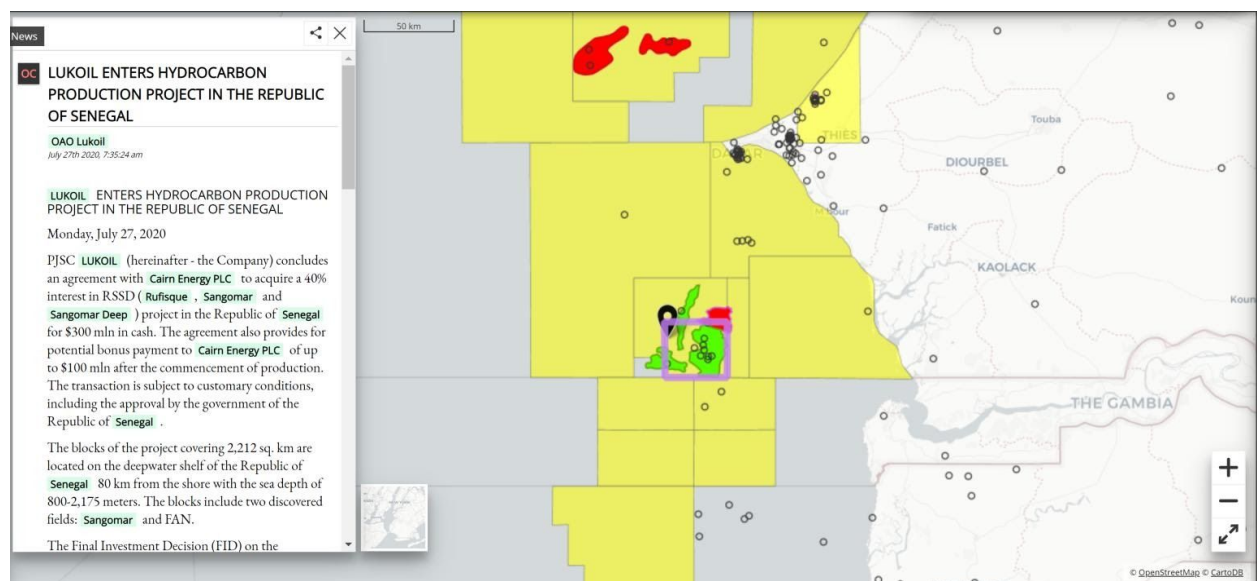 News
OC
LUKOIL ENTERS HYDROCARBON
PRODUCTION PROJECT IN THE REPUBLIC
OF SENEGAL
OAO Lukoil
July 27th 2020, 7:35:24 am
LUKOIL ENTERS HYDROCARBON PRODUCTION
PROJECT IN THE REPUBLIC OF SENEGAL
Monday, July 27, 2020
PJSC LUKOIL (hereinafter - the Company) concludes
an agreement with Cairn Energy PLC to acquire a 40%
interest in RSSD ( Rufisque , Sangomar and
Sangomar Deep ) project in the Republic of Senegal
for $300 mln in cash. The agreement also provides for
potential bonus payment to Cairn Energy PLC of up
to $100 mln after the commencement of production.
The transaction is subject to customary conditions,
including the approval by the government of the
Republic of Senegal .
The blocks of the project covering 2,212 sq. km are
located on the deepwater shelf of the Republic of
Senegal 80 km from the shore with the sea depth of
800-2,175 meters. The blocks include two discovered
fields: Sangomar and FAN.
The Final Investment Decision (FID) on the
50 km
Touba
THIÈS
DAKAR
DIOURBEL
M'bour
Fatick
KAOLACK
Koun
THE GAMBIA
© OpenStreetMap © CartoDB